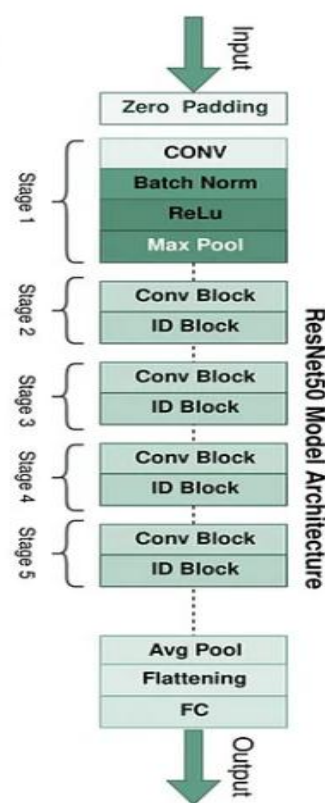 Input
Zero Padding
Stage 1
CONV
Batch Norm
ReLu
Max Pool
Stage 2
Conv Block
ID Block
Stage 3
Conv Block
ID Block
Stage 4
Conv Block
ID Block
Stage 5
Conv Block
ID Block
ResNet50 Model Architecture
Avg Pool
Flattening
FC
Output